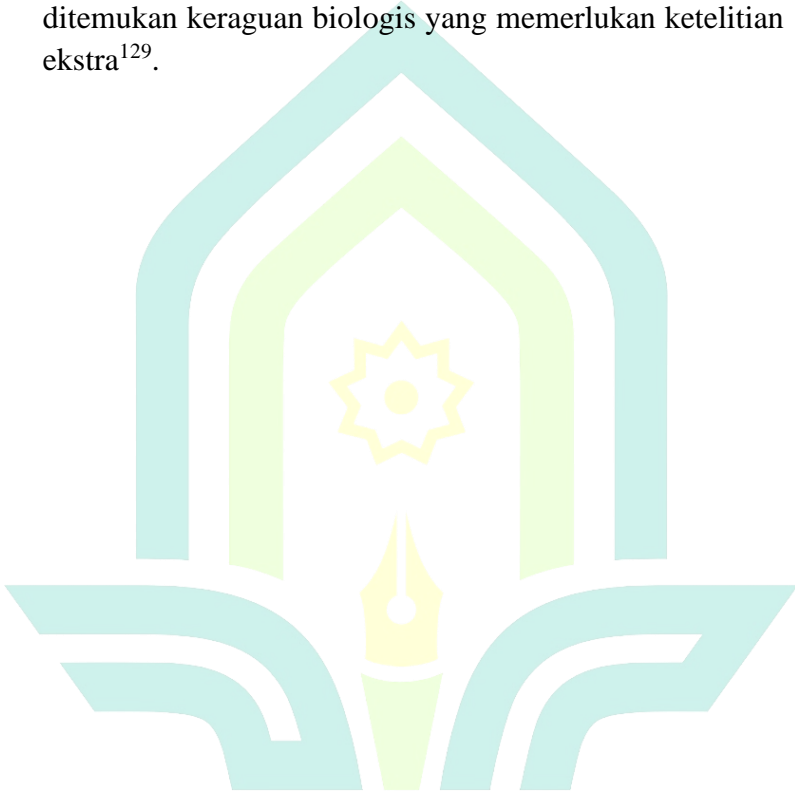 ditemukan keraguan biologis yang memerlukan ketelitian
ekstra¹²⁹.